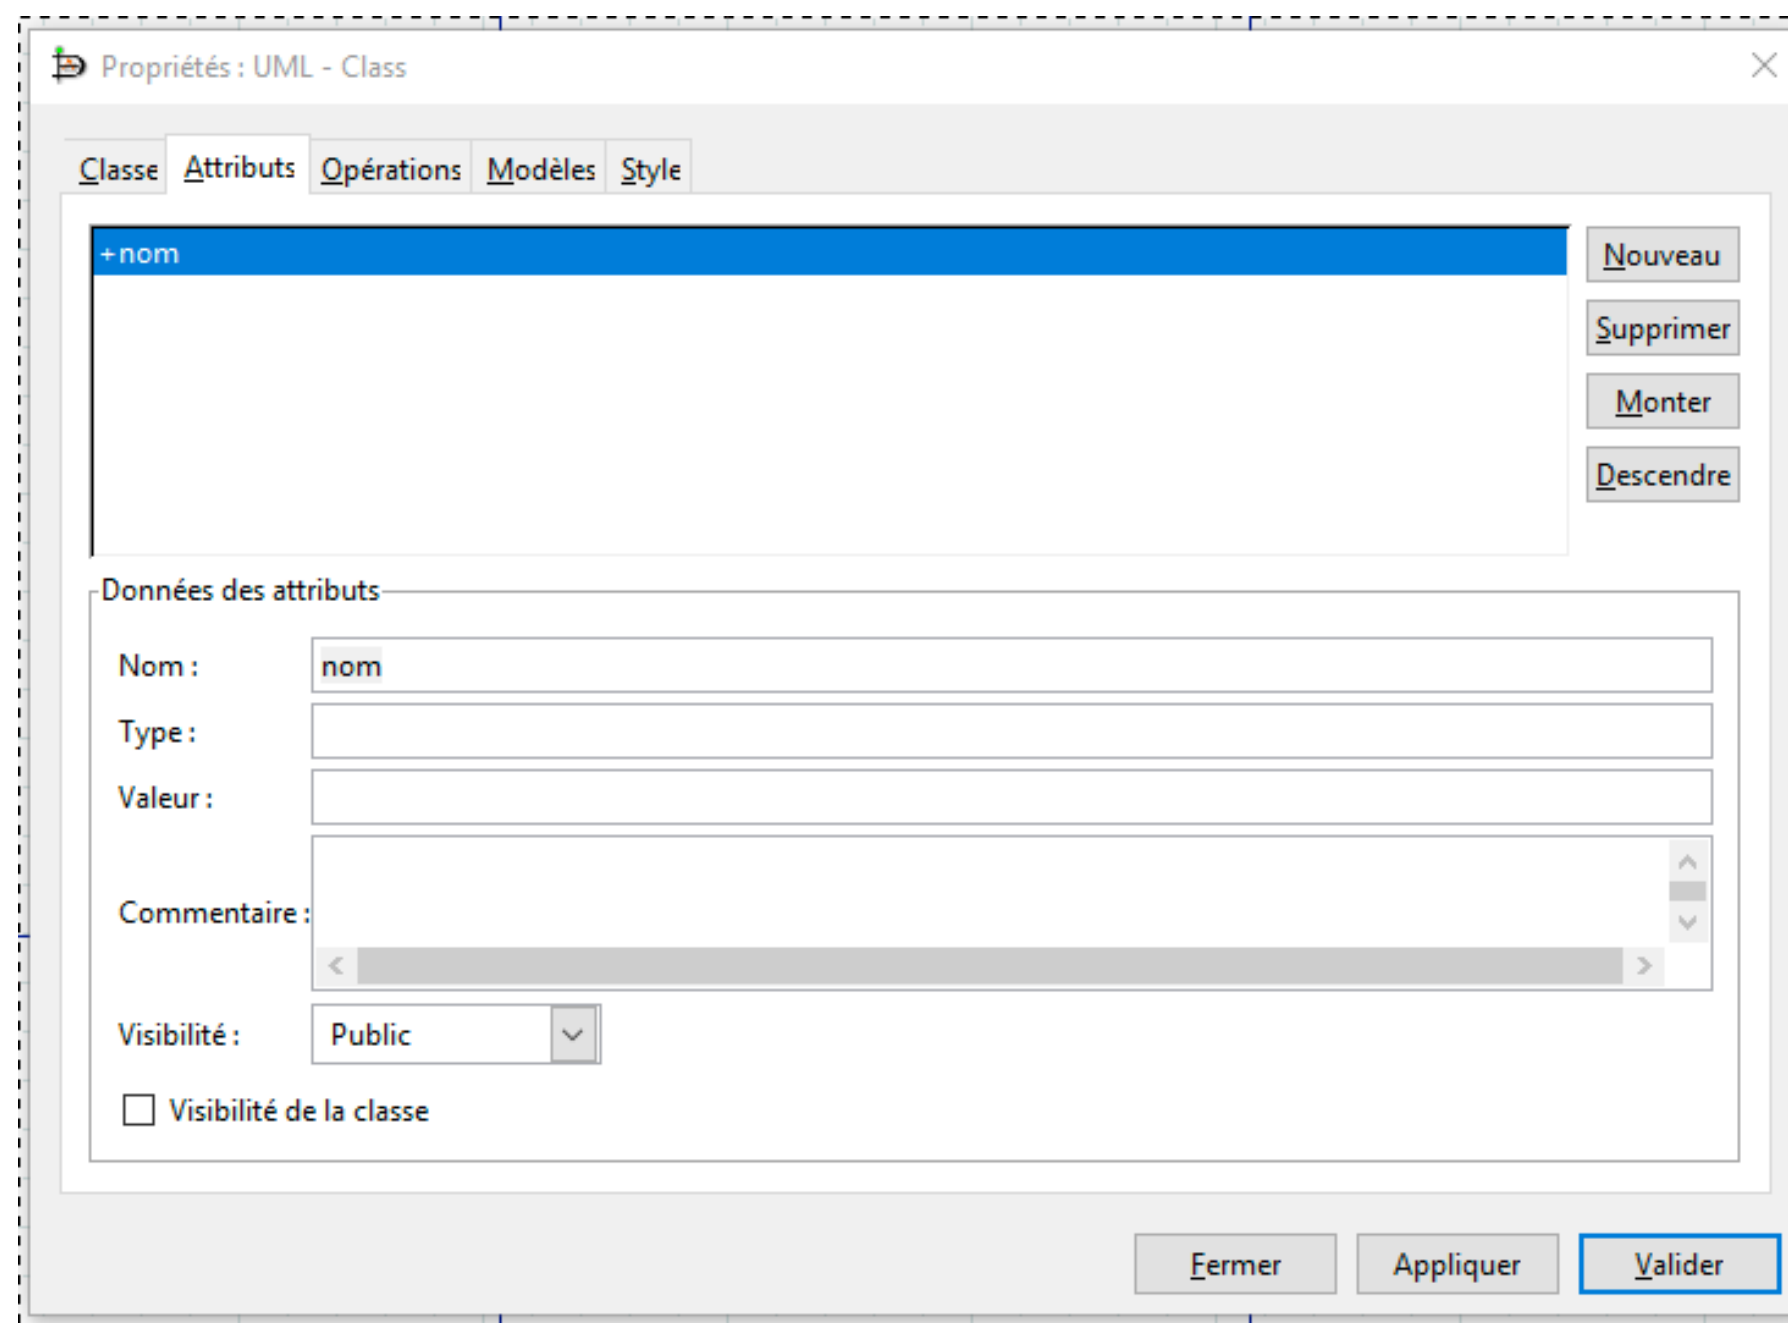 Propriétés : UML - Class
Classe Attributs Opérations Modèles Style
+nom
Nouveau
Supprimer
Monter
Descendre
Données des attributs
Nom : nom
Type :
Valeur :
Commentaire :
Visibilité : Public
Visibilité de la classe
Fermer Appliquer Valider